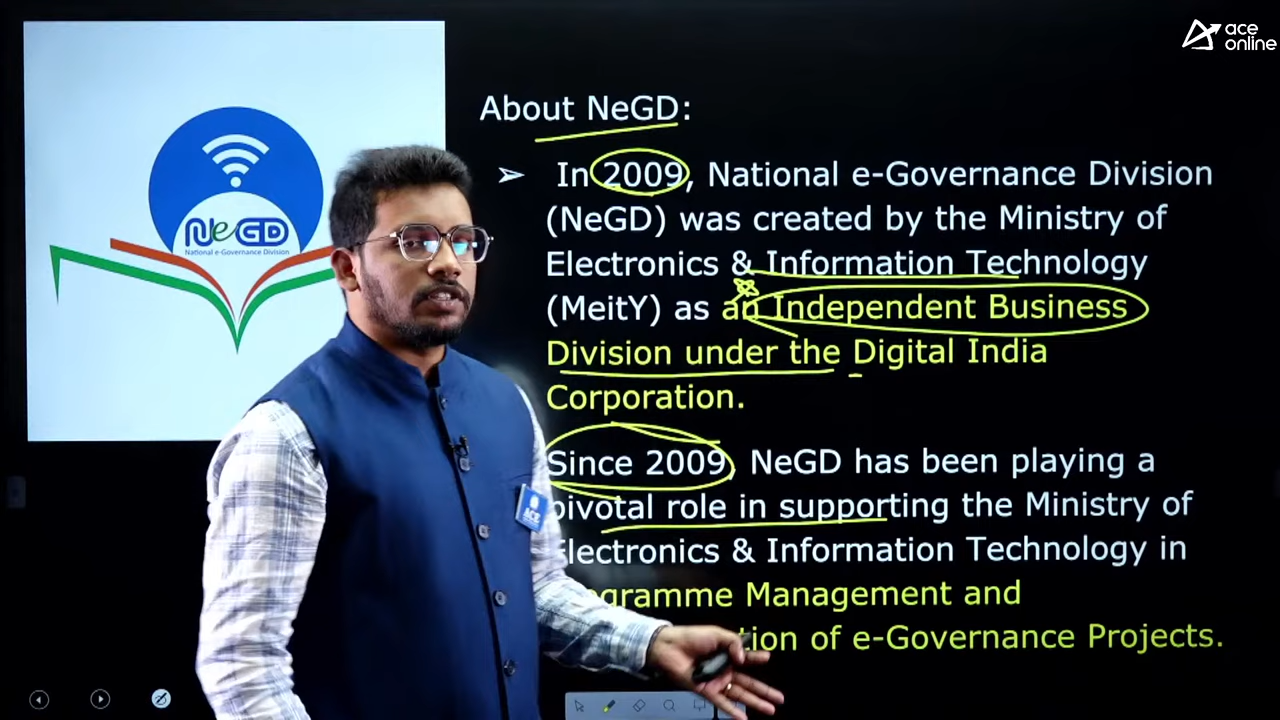 ace
online
NeGD
National e-Governance Division
About NeGD:
➢ In 2009, National e-Governance Division
(NeGD) was created by the Ministry of
Electronics & Information Technology
(MeitY) as an Independent Business
Division under the Digital India
Corporation.
Since 2009, NeGD has been playing a
pivotal role in supporting the Ministry of
Electronics & Information Technology in
Management and
of e-Governance Projects.
ACE